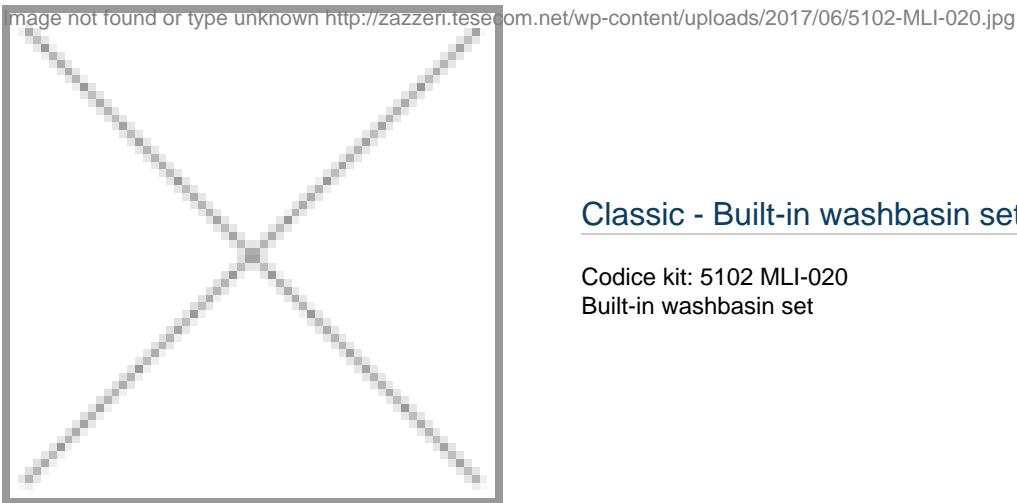 Image not found or type unknown http://zazzeri.tesecom.net/wp-content/uploads/2017/06/5102-MLI-020.jpg
Classic - Built-in washbasin set
Codice kit: 5102 MLI-020
Built-in washbasin set